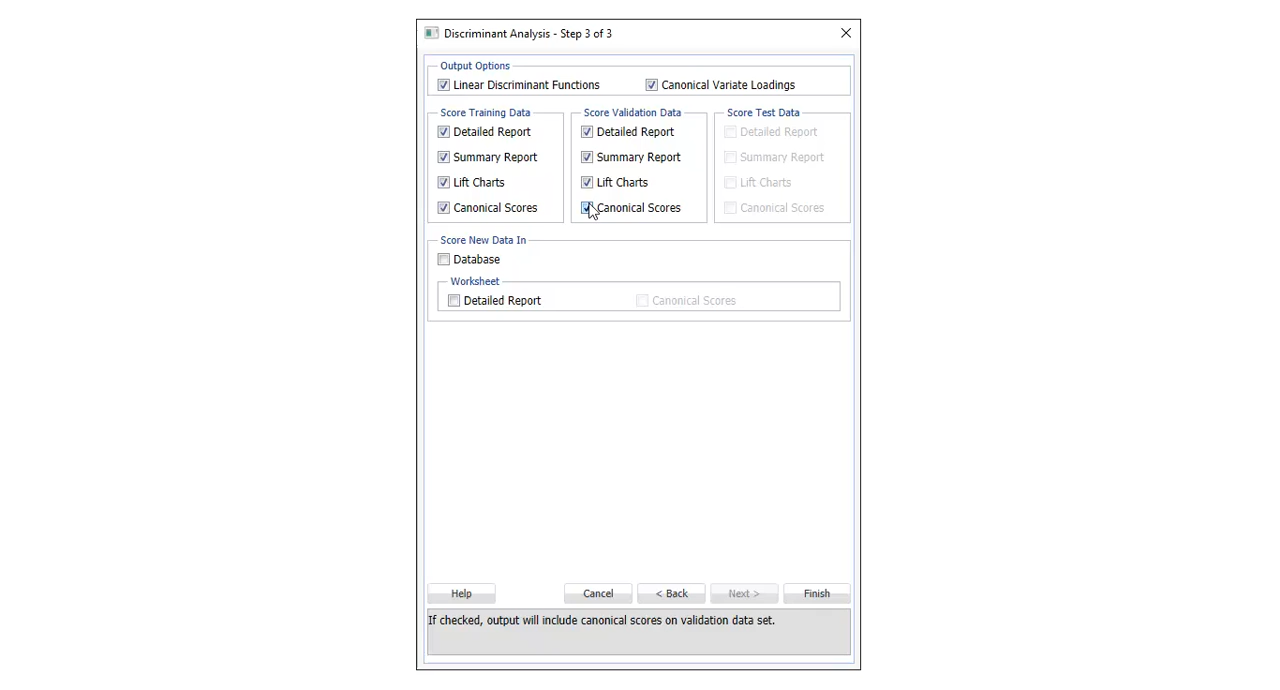 Discriminant Analysis - Step 3 of 3
Output Options
Linear Discriminant Functions Canonical Variate Loadings
Score Training Data Score Validation Data Score Test Data
Detailed Report Detailed Report Detailed Report
Summary Report Summary Report Summary Report
Lift Charts Lift Charts Lift Charts
Canonical Scores Canonical Scores Canonical Scores
Score New Data In
Database
Worksheet
Detailed Report Canonical Scores
Help Cancel < Back Next > Finish
If checked, output will include canonical scores on validation data set.